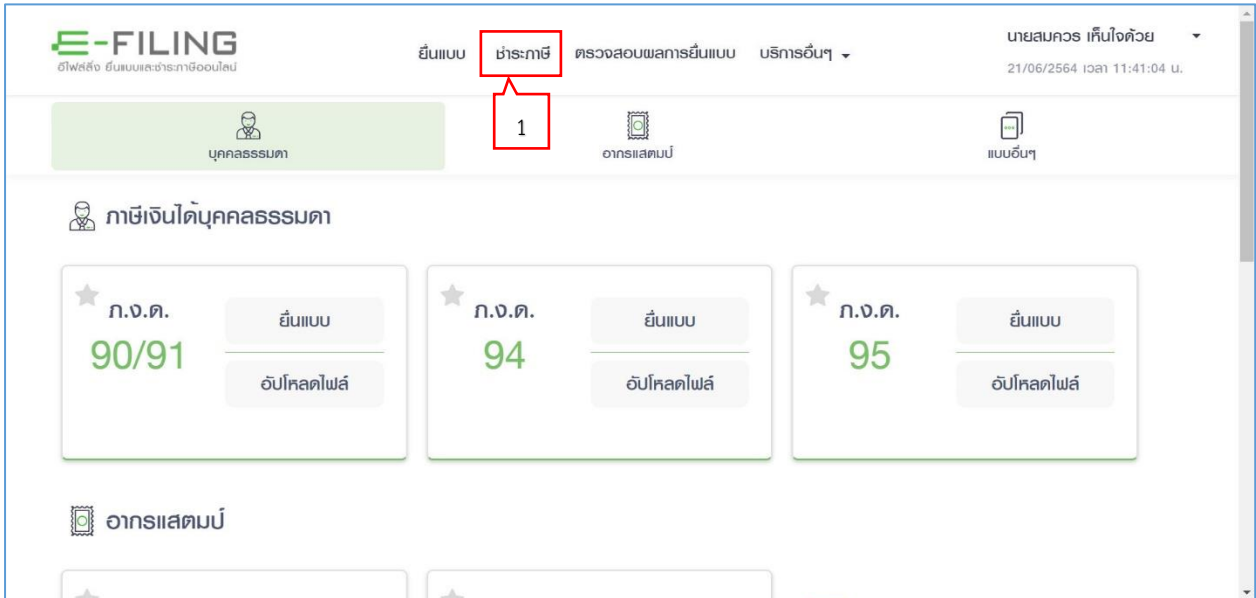 E-FILING
อีไฟล์ลิ่ง ยื่นแบบและชำระภาษีออนไลน์
ยื่นแบบ ชำระภาษี ตรวจสอบผลการยื่นแบบ บริการอื่นๆ
นายสมควร เห็นใจด้วย
21/06/2564 เวลา 11:41:04 น.
1
บุคคลธรรมดา อากรแสตมป์ แบบอื่นๆ
ภาษีเงินได้บุคคลธรรมดา
ภ.ง.ด.
90/91
ยื่นแบบ
อัปโหลดไฟล์
ภ.ง.ด.
94
ยื่นแบบ
อัปโหลดไฟล์
ภ.ง.ด.
95
ยื่นแบบ
อัปโหลดไฟล์
อากรแสตมป์